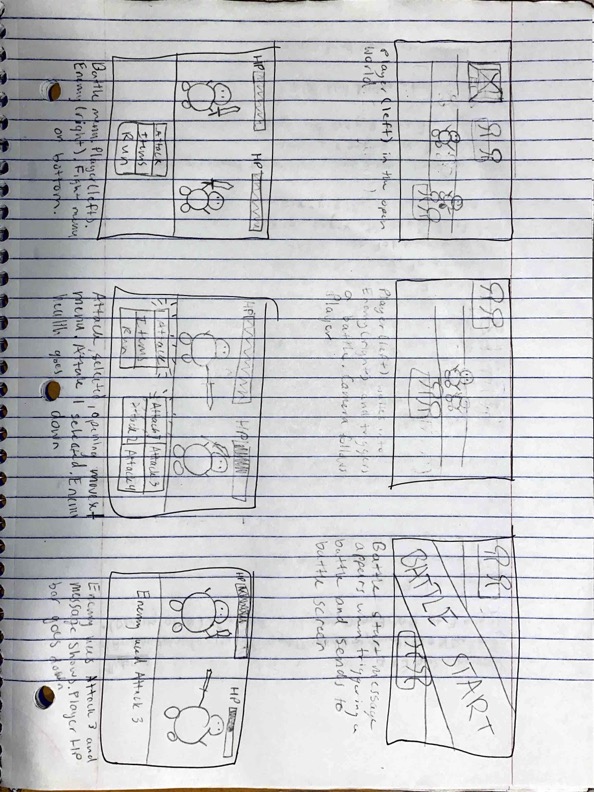 Player (left) in the open
World.
Player (left) runs into
Enemy (right) and triggers
a battle. Camera follows
Player
BATTLE START
Battle start message
appears when triggering a
battle and sends to
battle screen
HP
HP
Attack
Items
Run
Battle menu, Player (left),
Enemy (right). Fight menu
on bottom.
HP
HP
Attack
Items
Run
Attack 1
Attack 3
Attack 2
Attack 4
Attack selected, opening move
menu. Attack 1 selected. Enemy
health goes down
HP
HP
Enemy used Attack 3
Enemy uses Attack 3 and
message shows. Player HP
bar goes down